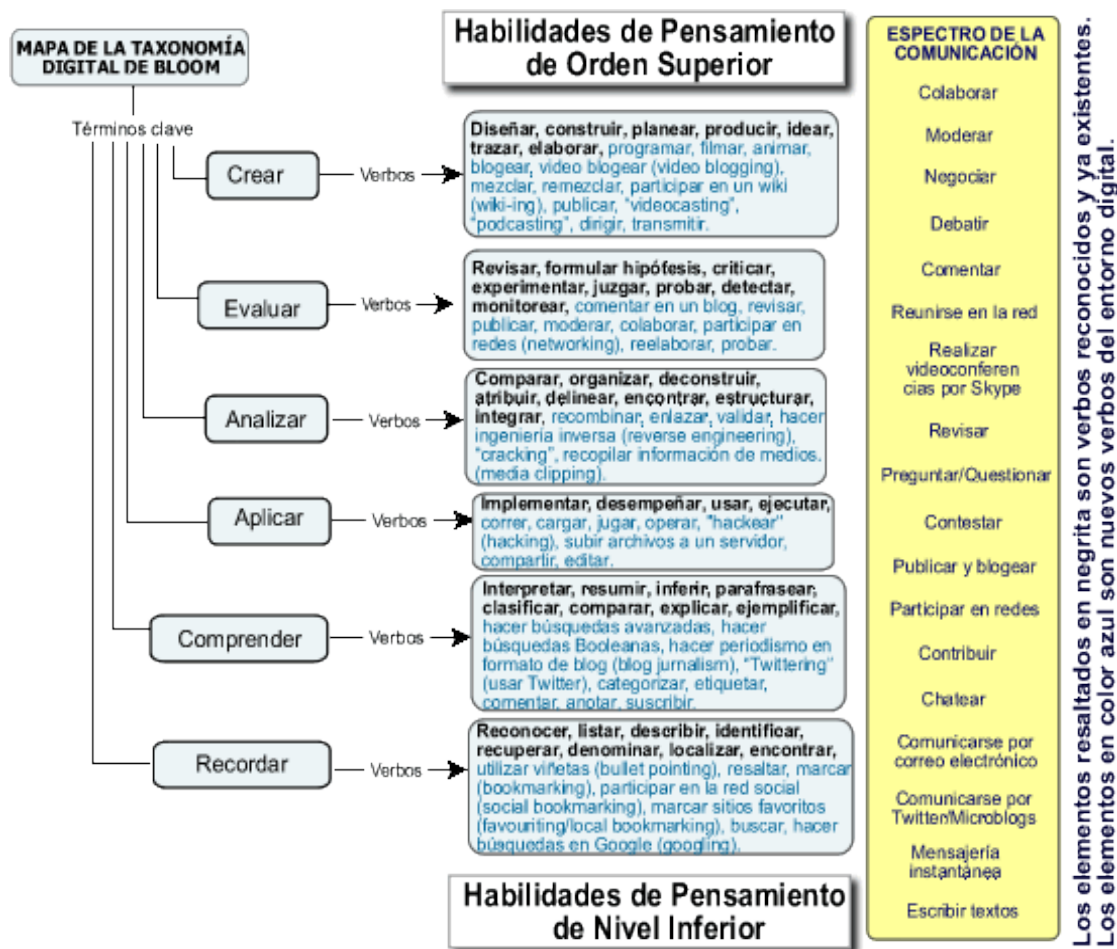 MAPA DE LA TAXONOMÍA
DIGITAL DE BLOOM
Términos clave
Habilidades de Pensamiento
de Orden Superior
Crear
Verbos
Diseñar, construir, planear, producir, idear,
trazar, elaborar, programar, filmar, animar,
blogear, video blogear (video blogging),
mezclar, remezclar, participar en un wiki
(wiki-ing), publicar, "videocasting",
"podcasting", dirigir, transmitir.
Evaluar
Verbos
Revisar, formular hipótesis, criticar,
experimentar, juzgar, probar, detectar,
monitorear, comentar en un blog, revisar,
publicar, moderar, colaborar, participar en
redes (networking), reelaborar, probar.
Analizar
Verbos
Comparar, organizar, deconstruir,
atribuir, delinear, encontrar, estructurar,
integrar, recombinar, enlazar, validar, hacer
ingeniería inversa (reverse engineering),
"cracking", recopilar información de medios.
(media clipping).
Aplicar
Verbos
Implementar, desempeñar, usar, ejecutar,
correr, cargar, jugar, operar, "hackear"
(hacking), subir archivos a un servidor,
compartir, editar.
Comprender
Verbos
Interpretar, resumir, inferir, parafrasear,
clasificar, comparar, explicar, ejemplificar,
hacer búsquedas avanzadas, hacer
búsquedas Booleanas, hacer periodismo en
formato de blog (blog jurnalism), "Twittering"
(usar Twitter), categorizar, etiquetar,
comentar, anotar, suscribir.
Recordar
Verbos
Reconocer, listar, describir, identificar,
recuperar, denominar, localizar, encontrar,
utilizar viñetas (bullet pointing), resaltar, marcar
(bookmarking), participar en la red social
(social bookmarking), marcar sitios favoritos
(favouriting/local bookmarking), buscar, hacer
búsquedas en Google (googling).
Habilidades de Pensamiento
de Nivel Inferior
ESPECTRO DE LA
COMUNICACIÓN
Colaborar
Moderar
Negociar
Debatir
Comentar
Reunirse en la red
Realizar
videoconferen
cias por Skype
Revisar
Preguntar/Questionar
Contestar
Publicar y blogear
Participar en redes
Contribuir
Chatear
Comunicarse por
correo electrónico
Comunicarse por
Twitter/Microblogs
Mensajería
instantánea
Escribir textos
Los elementos resaltados en negrita son verbos reconocidos y ya existentes.
Los elementos en color azul son nuevos verbos del entorno digital.